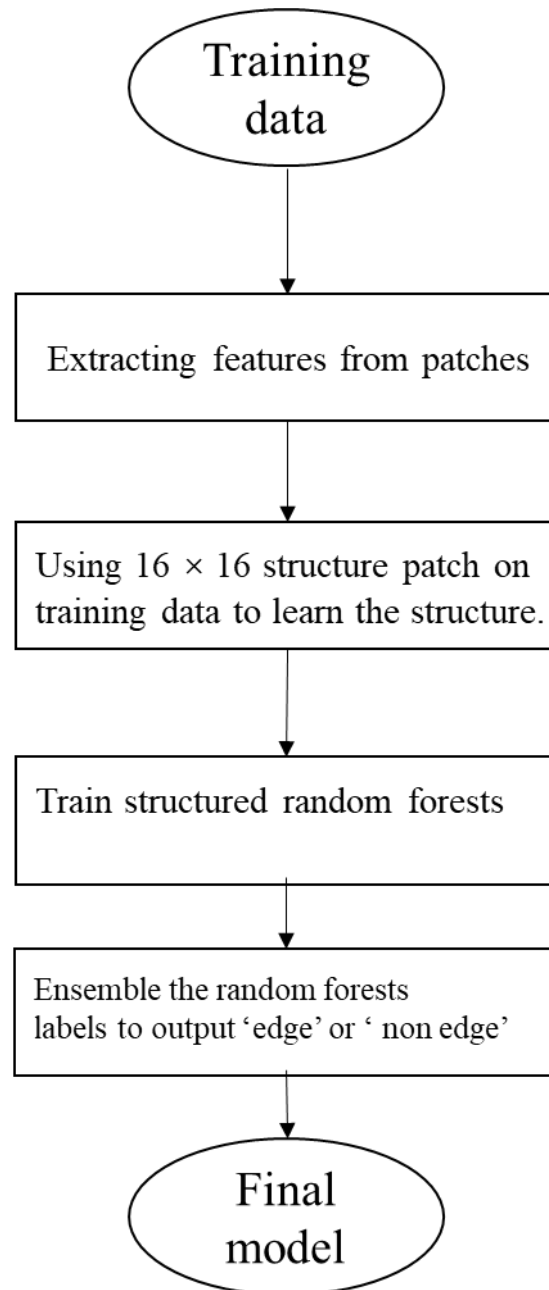 Training
data
Extracting features from patches
Using 16 × 16 structure patch on
training data to learn the structure.
Train structured random forests
Ensemble the random forests
labels to output ‘edge’ or ‘ non edge’
Final
model